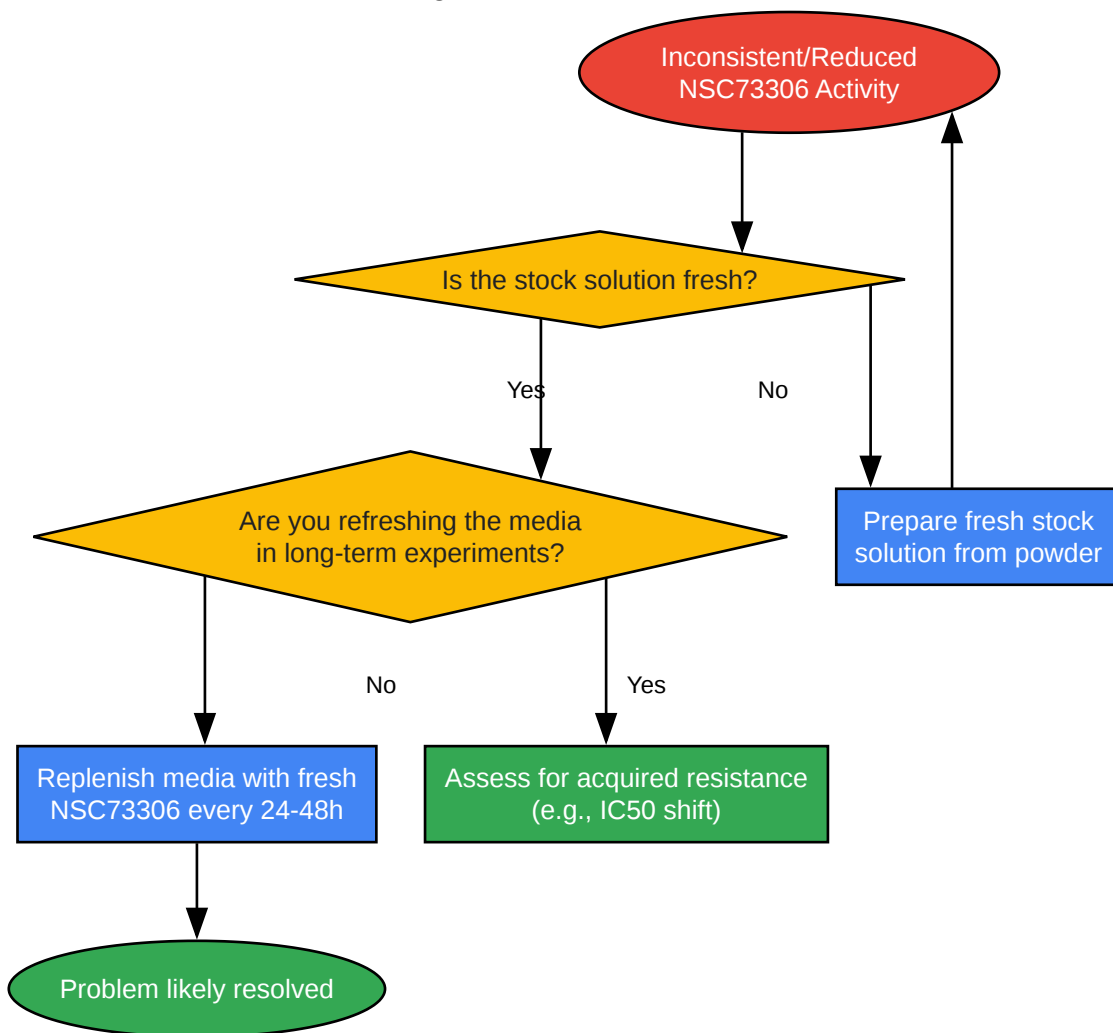 Inconsistent/Reduced
NSC73306 Activity
Is the stock solution fresh?
Yes
No
Are you refreshing the media
in long-term experiments?
Prepare fresh stock
solution from powder
No
Yes
Replenish media with fresh
NSC73306 every 24-48h
Assess for acquired resistance
(e.g., IC50 shift)
Problem likely resolved